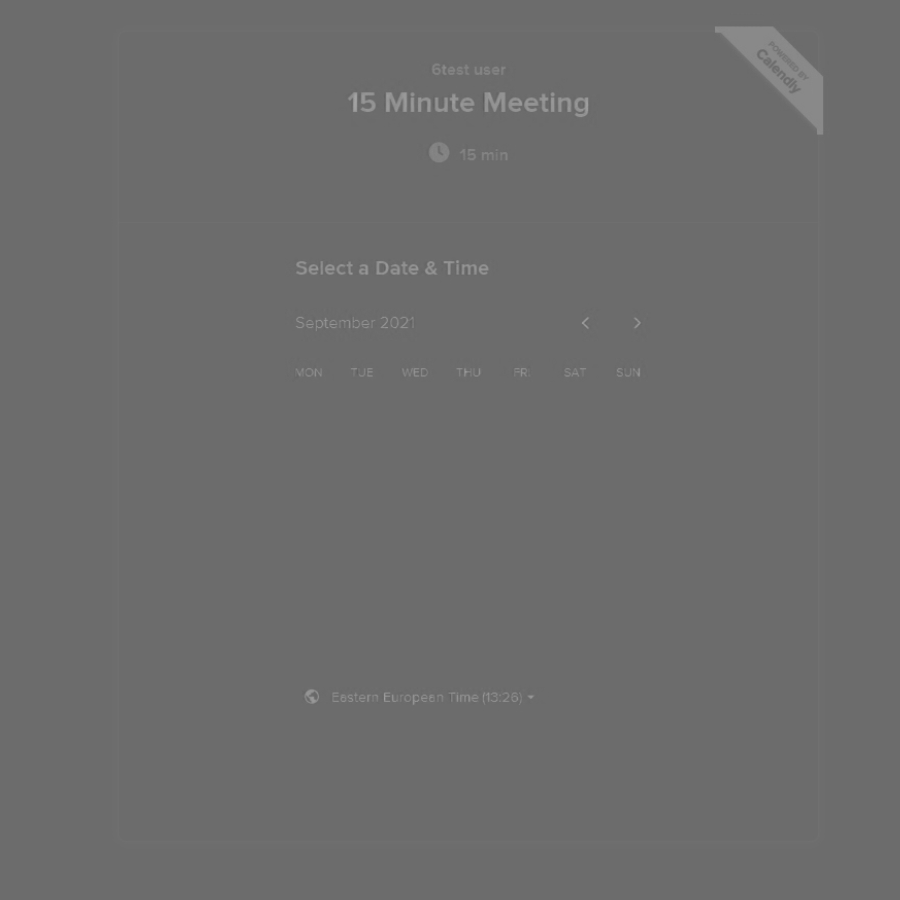 POWERED BY
Calendly
6test user
15 Minute Meeting
15 min
Select a Date & Time
September 2021
MON TUE WED THU FRI SAT SUN
Eastern European Time (13:26)